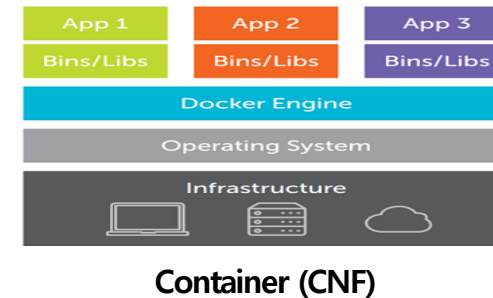 App 1 App 2 App 3
Bins/Libs Bins/Libs Bins/Libs
Docker Engine
Operating System
Infrastructure
Container (CNF)